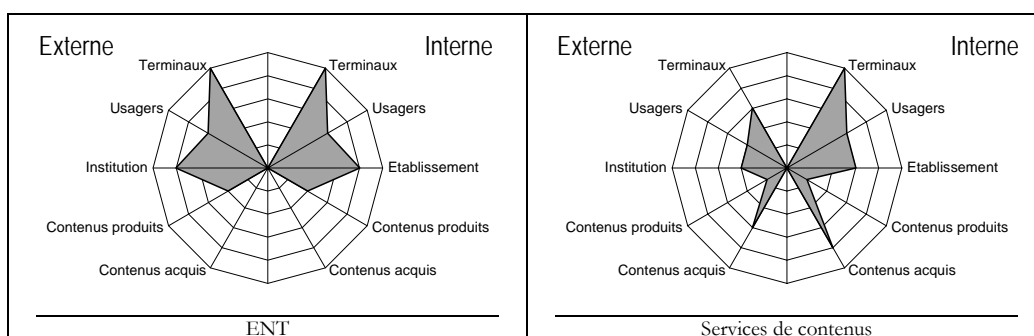 Externe Interne
Terminaux Terminaux
Usagers Usagers
Institution Etablissement
Contenus produits Contenus produits
Contenus acquis Contenus acquis
ENT
Externe Interne
Terminaux Terminaux
Usagers Usagers
Institution Etablissement
Contenus produits Contenus produits
Contenus acquis Contenus acquis
Services de contenus